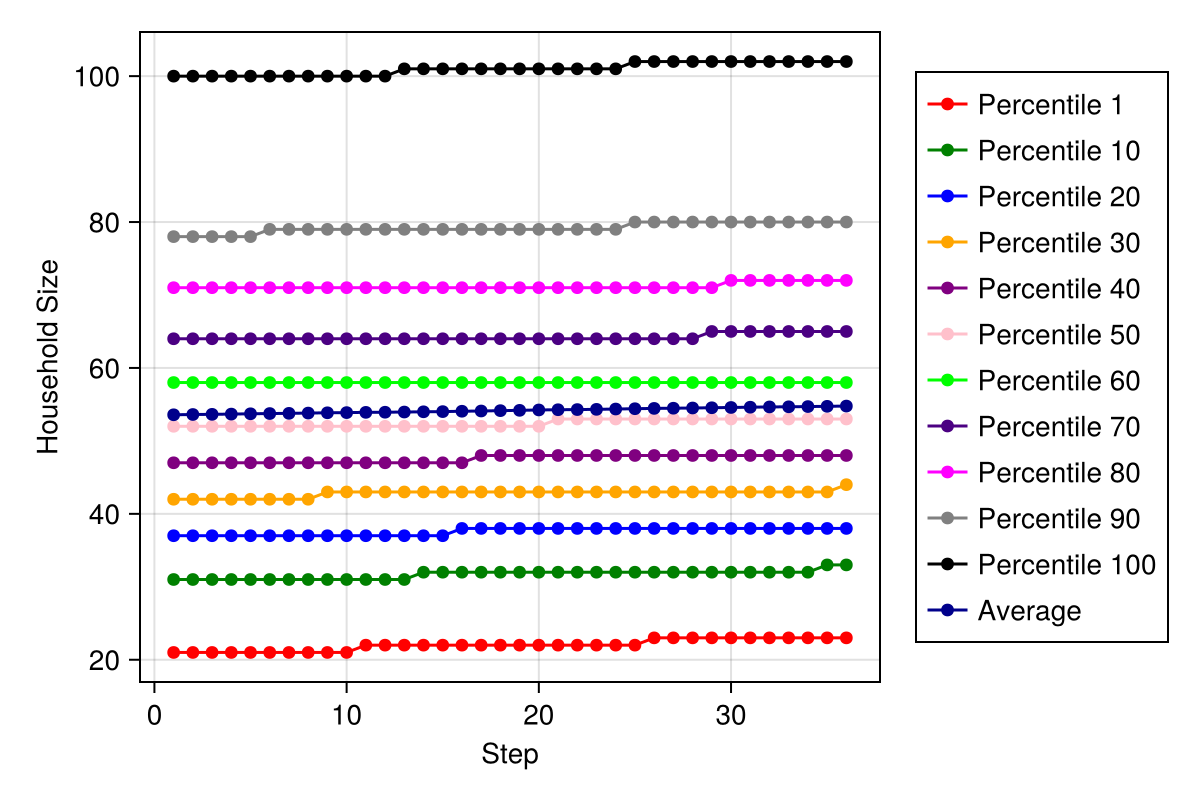 100
80
60
40
20
Household Size
0 10 20 30
Step
Percentile 1
Percentile 10
Percentile 20
Percentile 30
Percentile 40
Percentile 50
Percentile 60
Percentile 70
Percentile 80
Percentile 90
Percentile 100
Average